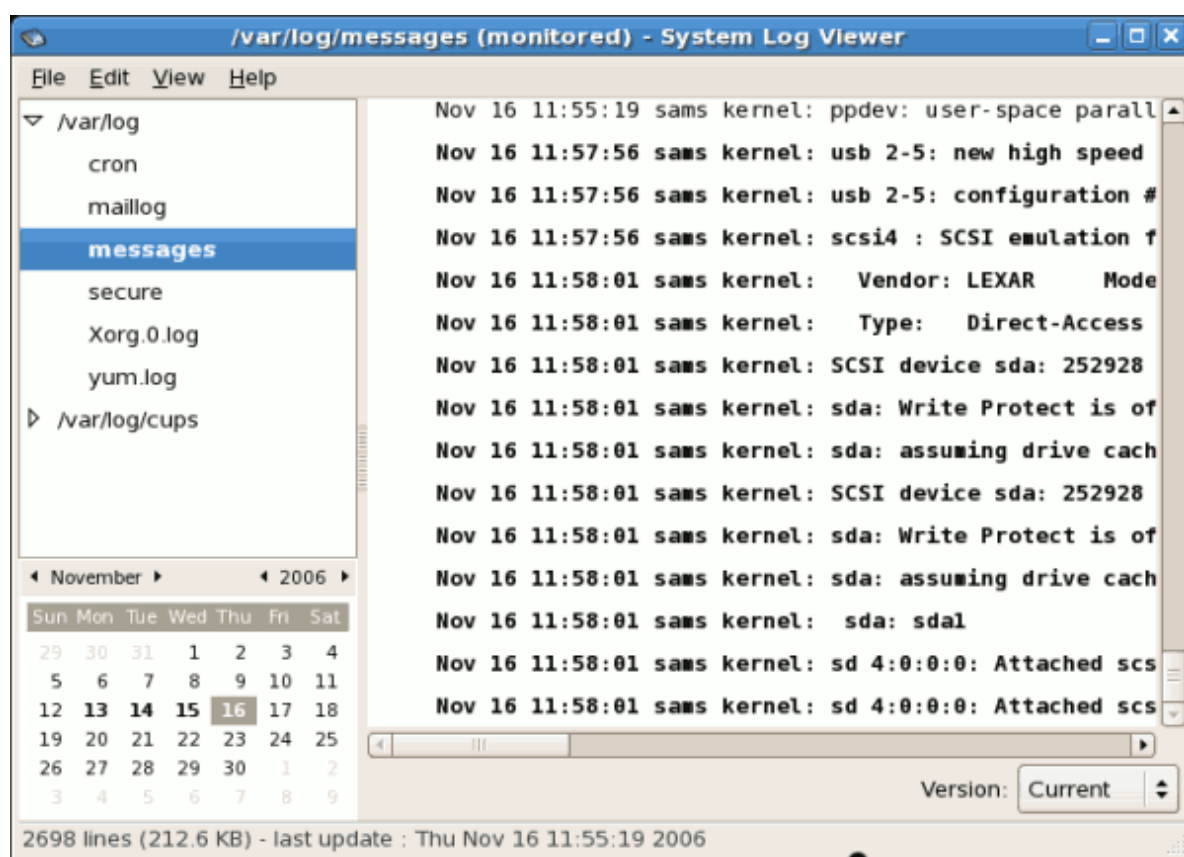 /var/log/messages (monitored) - System Log Viewer
File Edit View Help
/var/log
cron
maillog
messages
secure
Xorg.0.log
yum.log
/var/log/cups
Nov 16 11:55:19 sams kernel: ppdev: user-space parall
Nov 16 11:57:56 sams kernel: usb 2-5: new high speed
Nov 16 11:57:56 sams kernel: usb 2-5: configuration #
Nov 16 11:57:56 sams kernel: scsi4 : SCSI emulation f
Nov 16 11:58:01 sams kernel: Vendor: LEXAR Mode
Nov 16 11:58:01 sams kernel: Type: Direct-Access
Nov 16 11:58:01 sams kernel: SCSI device sda: 252928
Nov 16 11:58:01 sams kernel: sda: Write Protect is of
Nov 16 11:58:01 sams kernel: sda: assuming drive cach
Nov 16 11:58:01 sams kernel: SCSI device sda: 252928
Nov 16 11:58:01 sams kernel: sda: Write Protect is of
Nov 16 11:58:01 sams kernel: sda: assuming drive cach
Nov 16 11:58:01 sams kernel: sda: sda1
Nov 16 11:58:01 sams kernel: sd 4:0:0:0: Attached scs
Nov 16 11:58:01 sams kernel: sd 4:0:0:0: Attached scs
November 2006
Sun Mon Tue Wed Thu Fri Sat
29 30 31 1 2 3 4
5 6 7 8 9 10 11
12 13 14 15 16 17 18
19 20 21 22 23 24 25
26 27 28 29 30 1 2
3 4 5 6 7 8 9
Version: Current
2698 lines (212.6 KB) - last update : Thu Nov 16 11:55:19 2006